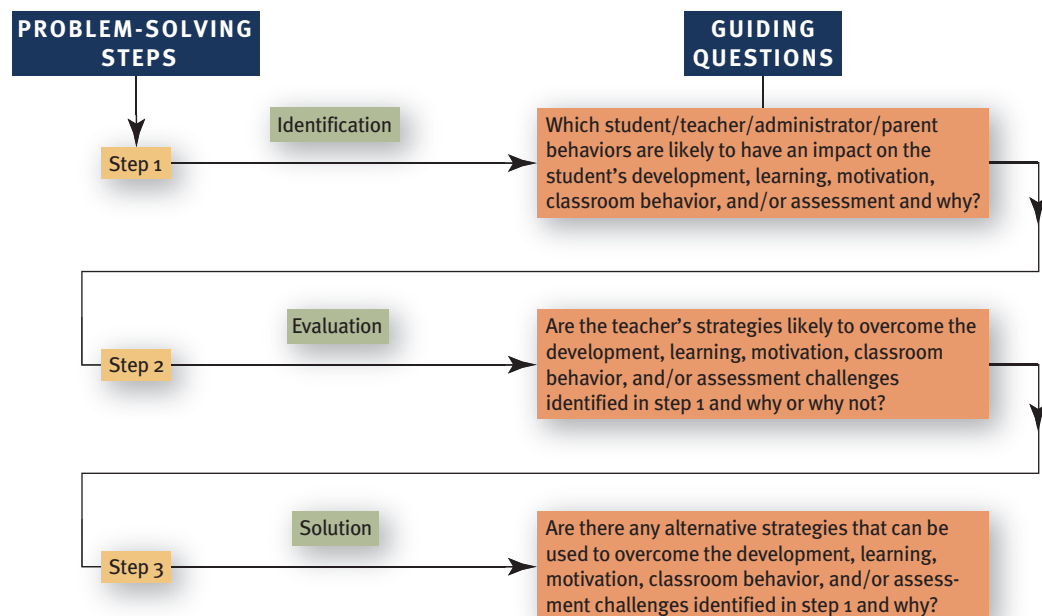 PROBLEM-SOLVING
STEPS
GUIDING
QUESTIONS
Identification
Step 1
Which student/teacher/administrator/parent
behaviors are likely to have an impact on the
student’s development, learning, motivation,
classroom behavior, and/or assessment and why?
Evaluation
Step 2
Are the teacher’s strategies likely to overcome the
development, learning, motivation, classroom
behavior, and/or assessment challenges
identified in step 1 and why or why not?
Solution
Step 3
Are there any alternative strategies that can be
used to overcome the development, learning,
motivation, classroom behavior, and/or assess-
ment challenges identified in step 1 and why?